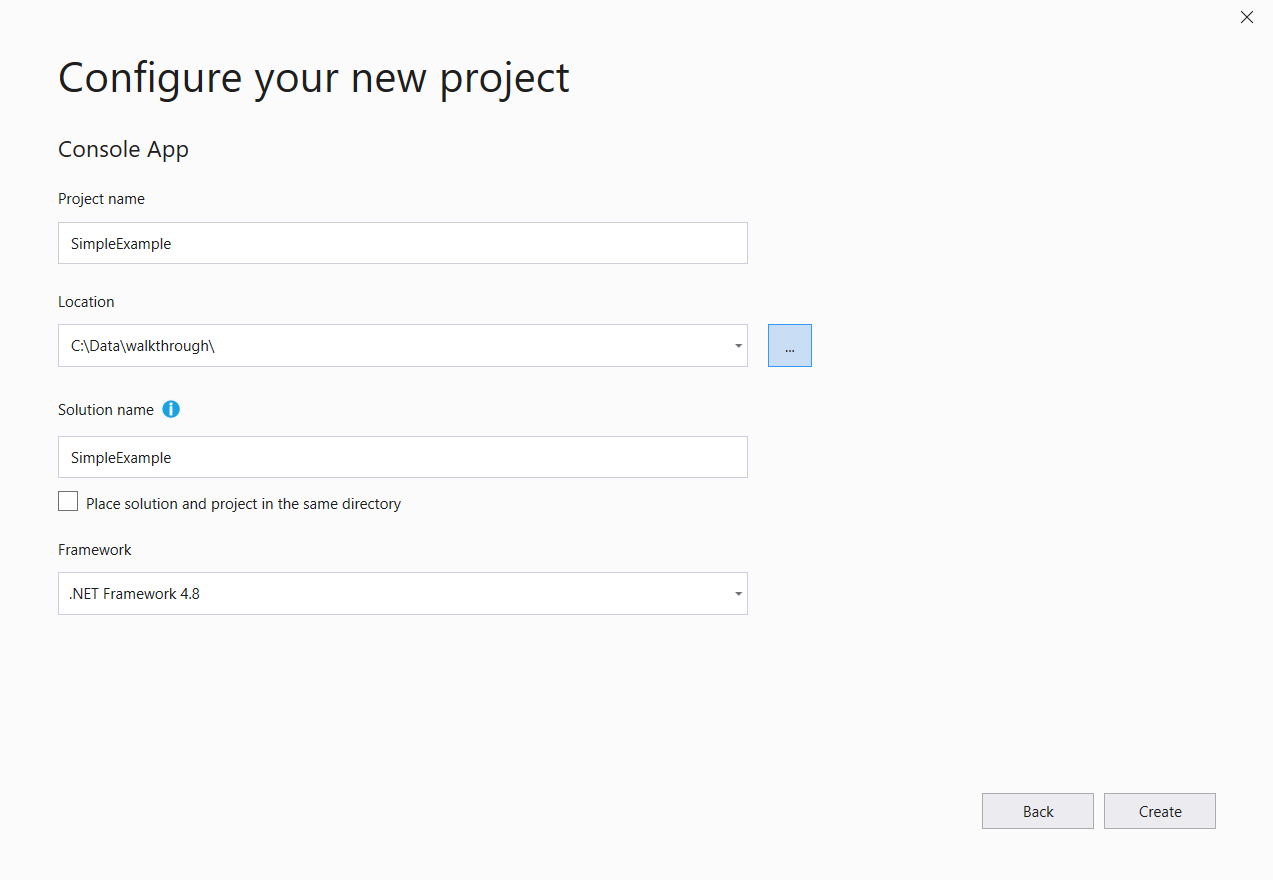 Configure your new project
Console App
Project name
SimpleExample
Location
C:\Data\walkthrough\
...
Solution name
SimpleExample
Place solution and project in the same directory
Framework
.NET Framework 4.8
Back
Create